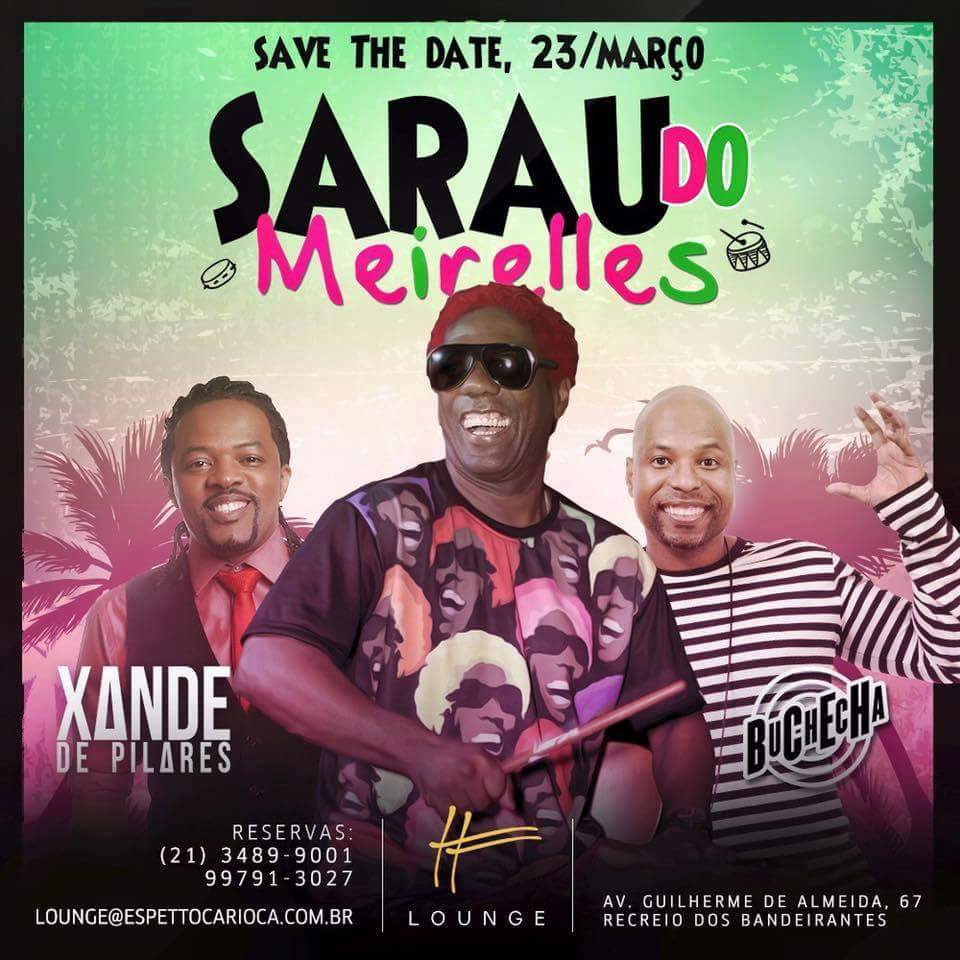 SAVE THE DATE, 23/MARÇO
SARAU DO
Meirelles
XANDE
DE PILARES
BUCHECHA
RESERVAS:
(21) 3489-9001
99791-3027
LOUNGE@ESPETTOCARIOCA.COM.BR
LOUNGE
AV. GUILHERME DE ALMEIDA, 67
RECREIO DOS BANDEIRANTES